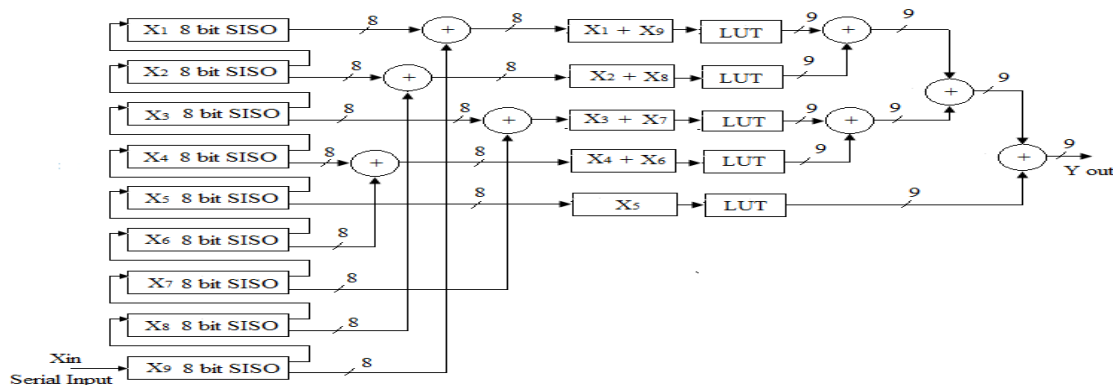 X1 8 bit SISO 8 + 8 X1 + X9 LUT 9 + 9
X2 8 bit SISO 8 + 8 X2 + X8 LUT 9 + 9
X3 8 bit SISO 8 8 + X3 + X7 LUT 9 + 9
X4 8 bit SISO 8 + 8 X4 + X6 LUT 9 + 9
Y out
X5 8 bit SISO 8 X5 LUT 9
X6 8 bit SISO 8
X7 8 bit SISO 8
X8 8 bit SISO 8
Xin
X9 8 bit SISO 8
Serial Input